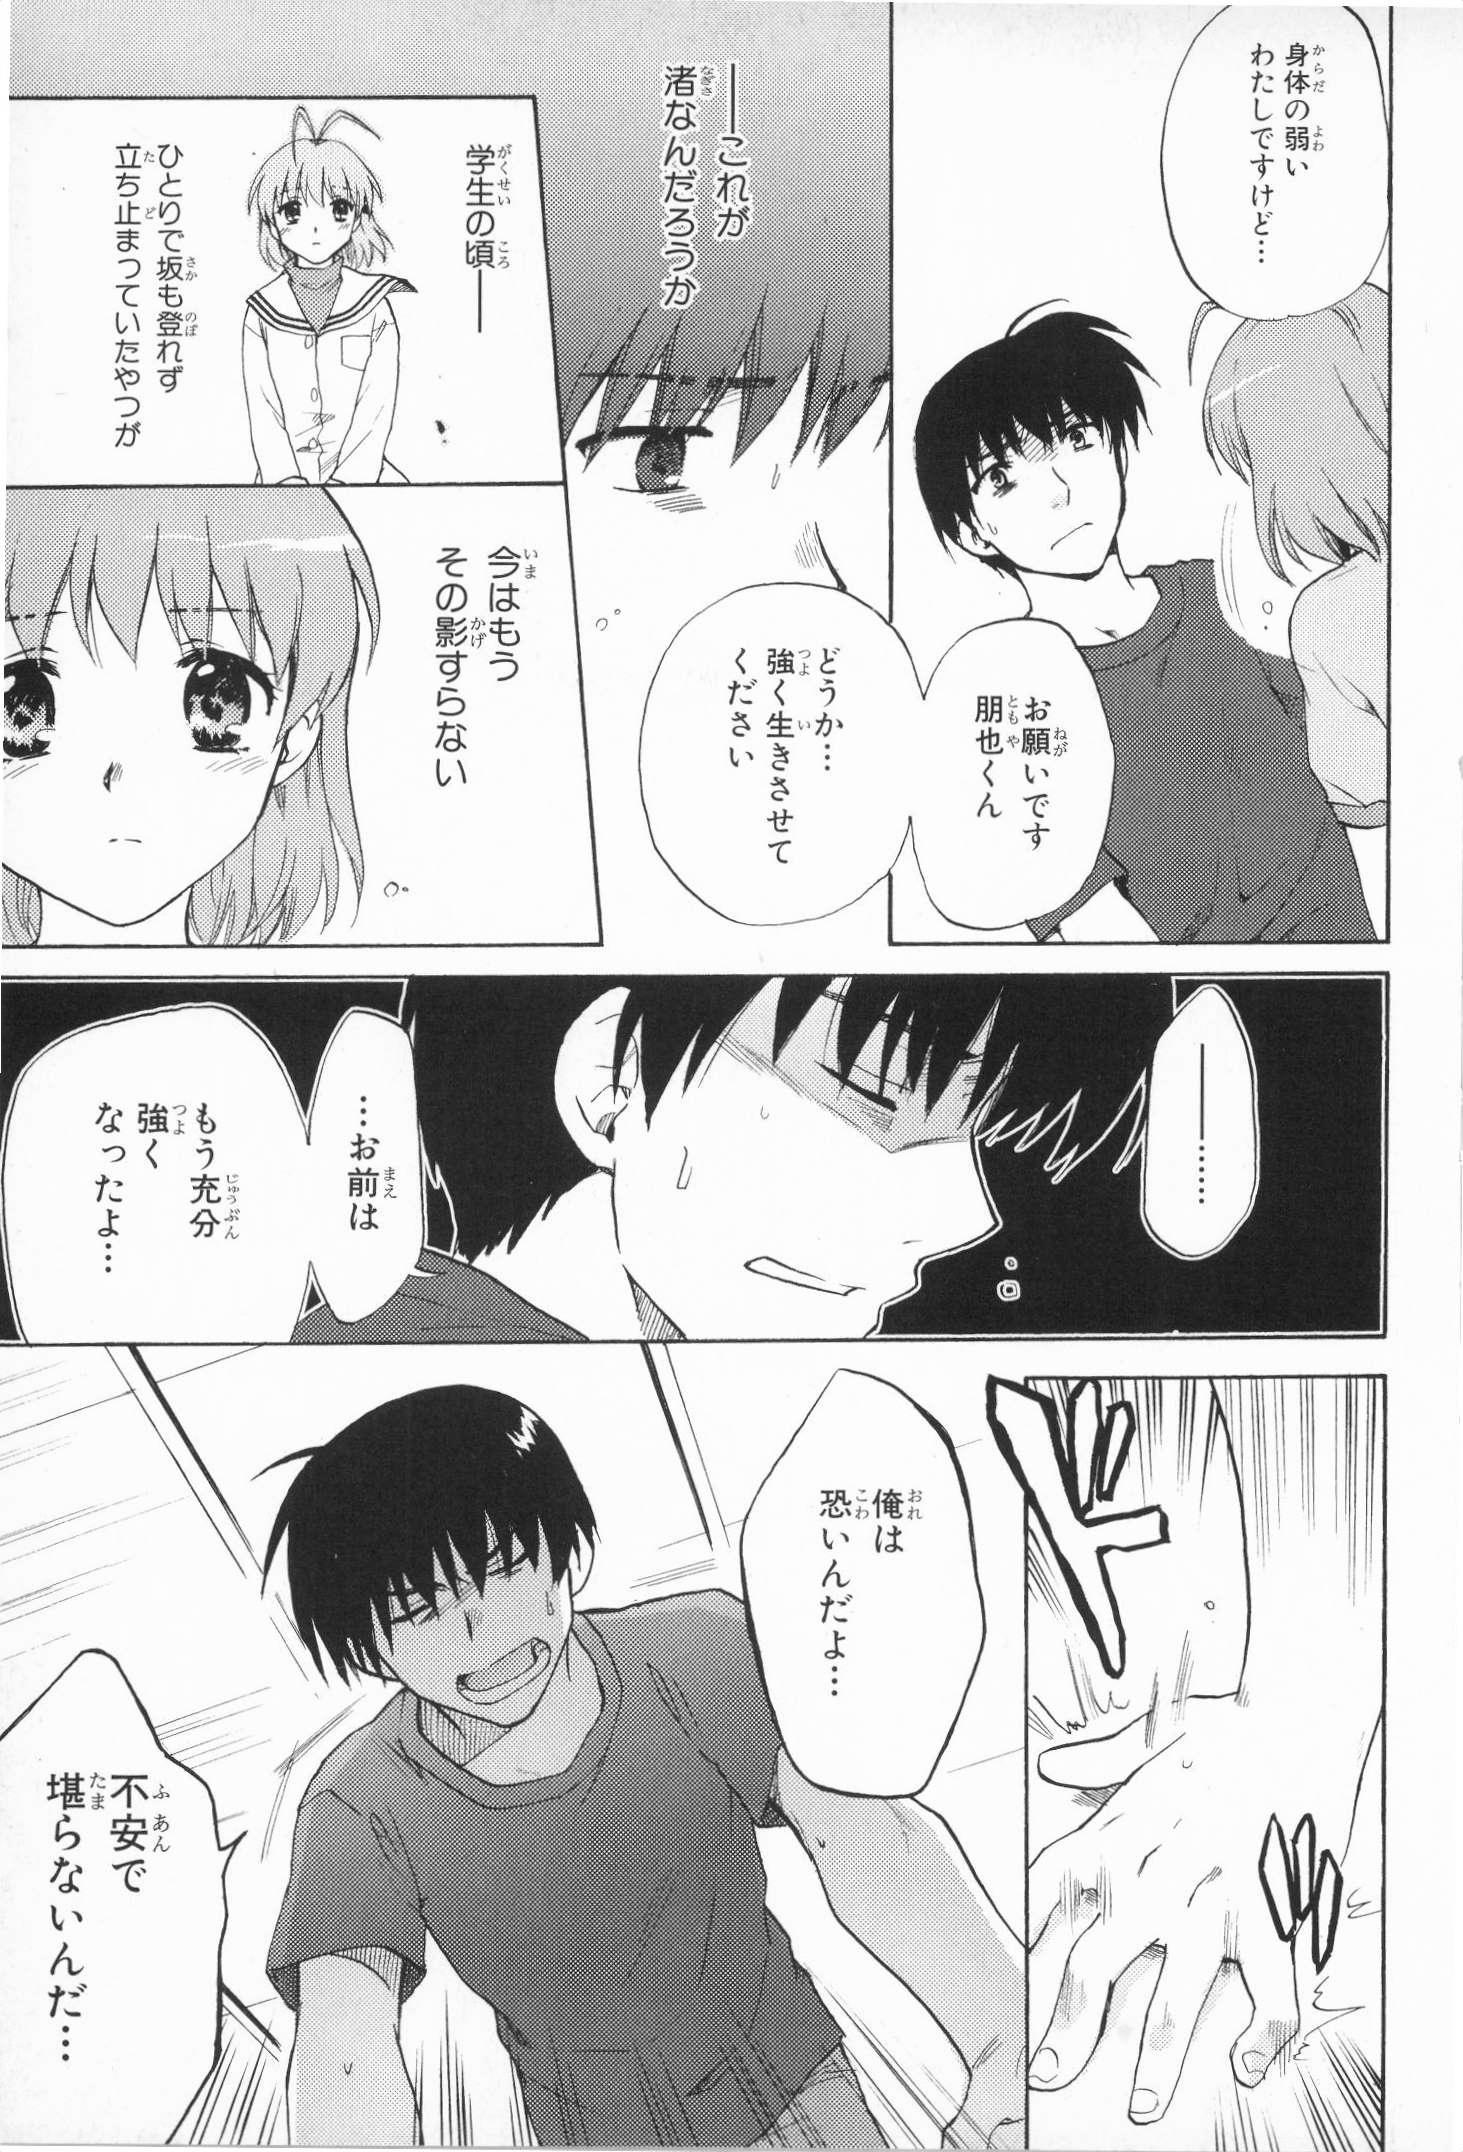 身体の弱い
わたしですけど…
お願いです
朋也くん
どうか…
強く生きさせて
ください
――これが
渚なんだろうか
学生の頃――
ひとりで坂も登れず
立ち止まっていたやつが
今はもう
その影すらない
――……
…お前は
もう充分
強く
なったよ…
ドッ
俺は
恐いんだよ…
不安で
堪らないんだ…